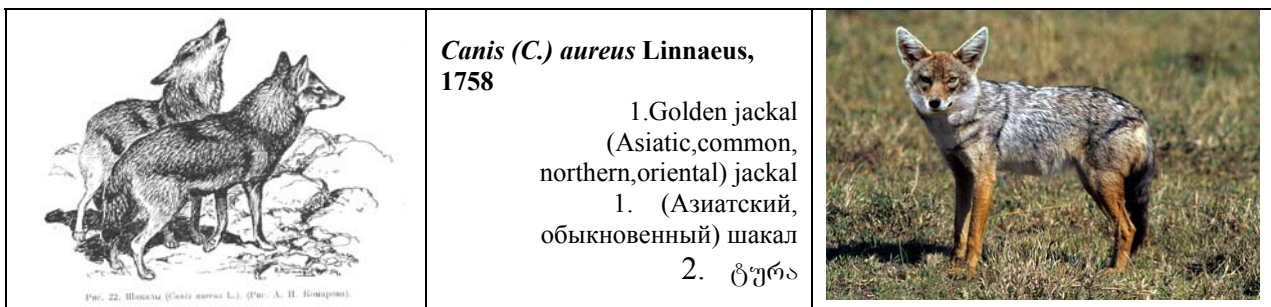 Canis (C.) aureus Linnaeus,
1758
1.Golden jackal
(Asiatic,common,
northern,oriental) jackal
1. (Азиатский,
обыкновенный) шакал
2. ტურა
Рис. 22. Шакалы (Canis aureus L.). (Рис. А. Н. Комарова).